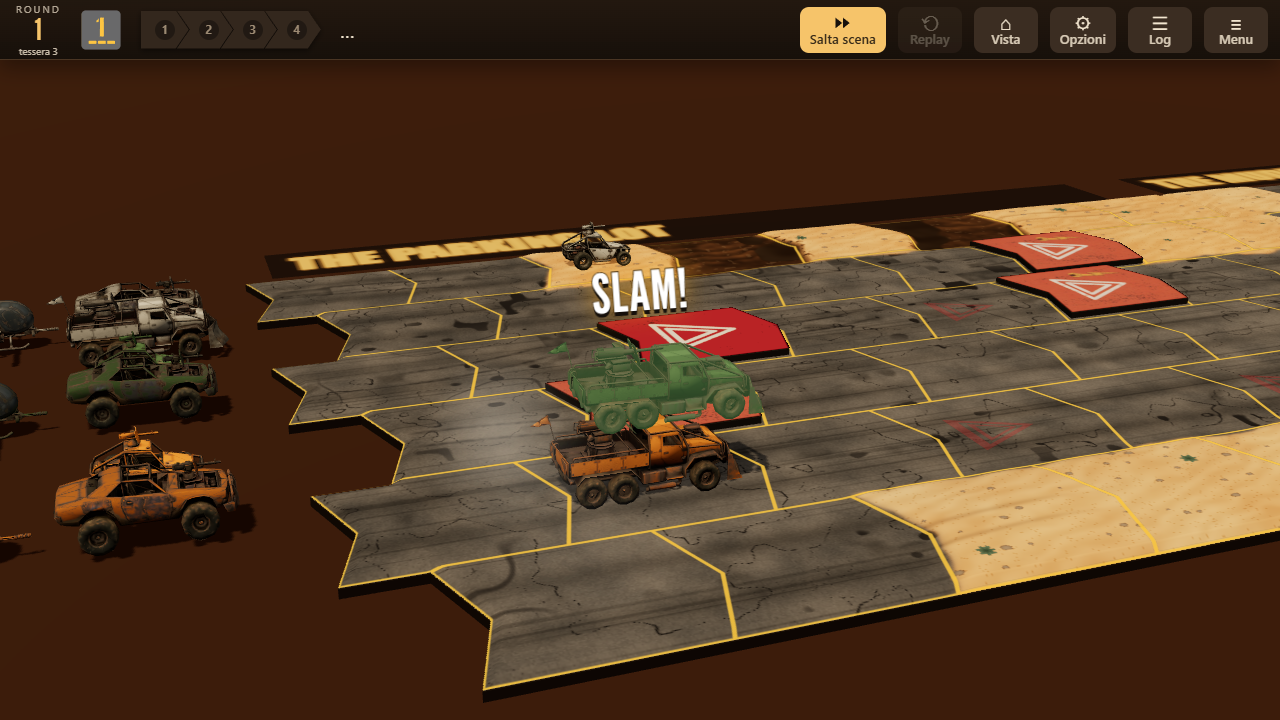 ROUND
1
tessera 3
1
1 2 3 4 ...
Salta scena
Replay
Vista
Opzioni
Log
Menu
THE PARKING LOT
SLAM!